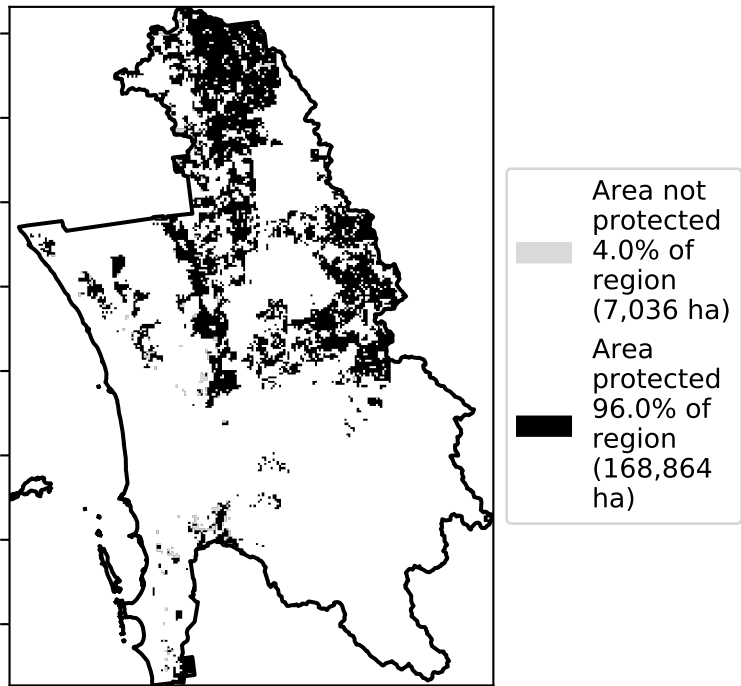 Area not
protected
4.0% of
region
(7,036 ha)
Area
protected
96.0% of
region
(168,864
ha)